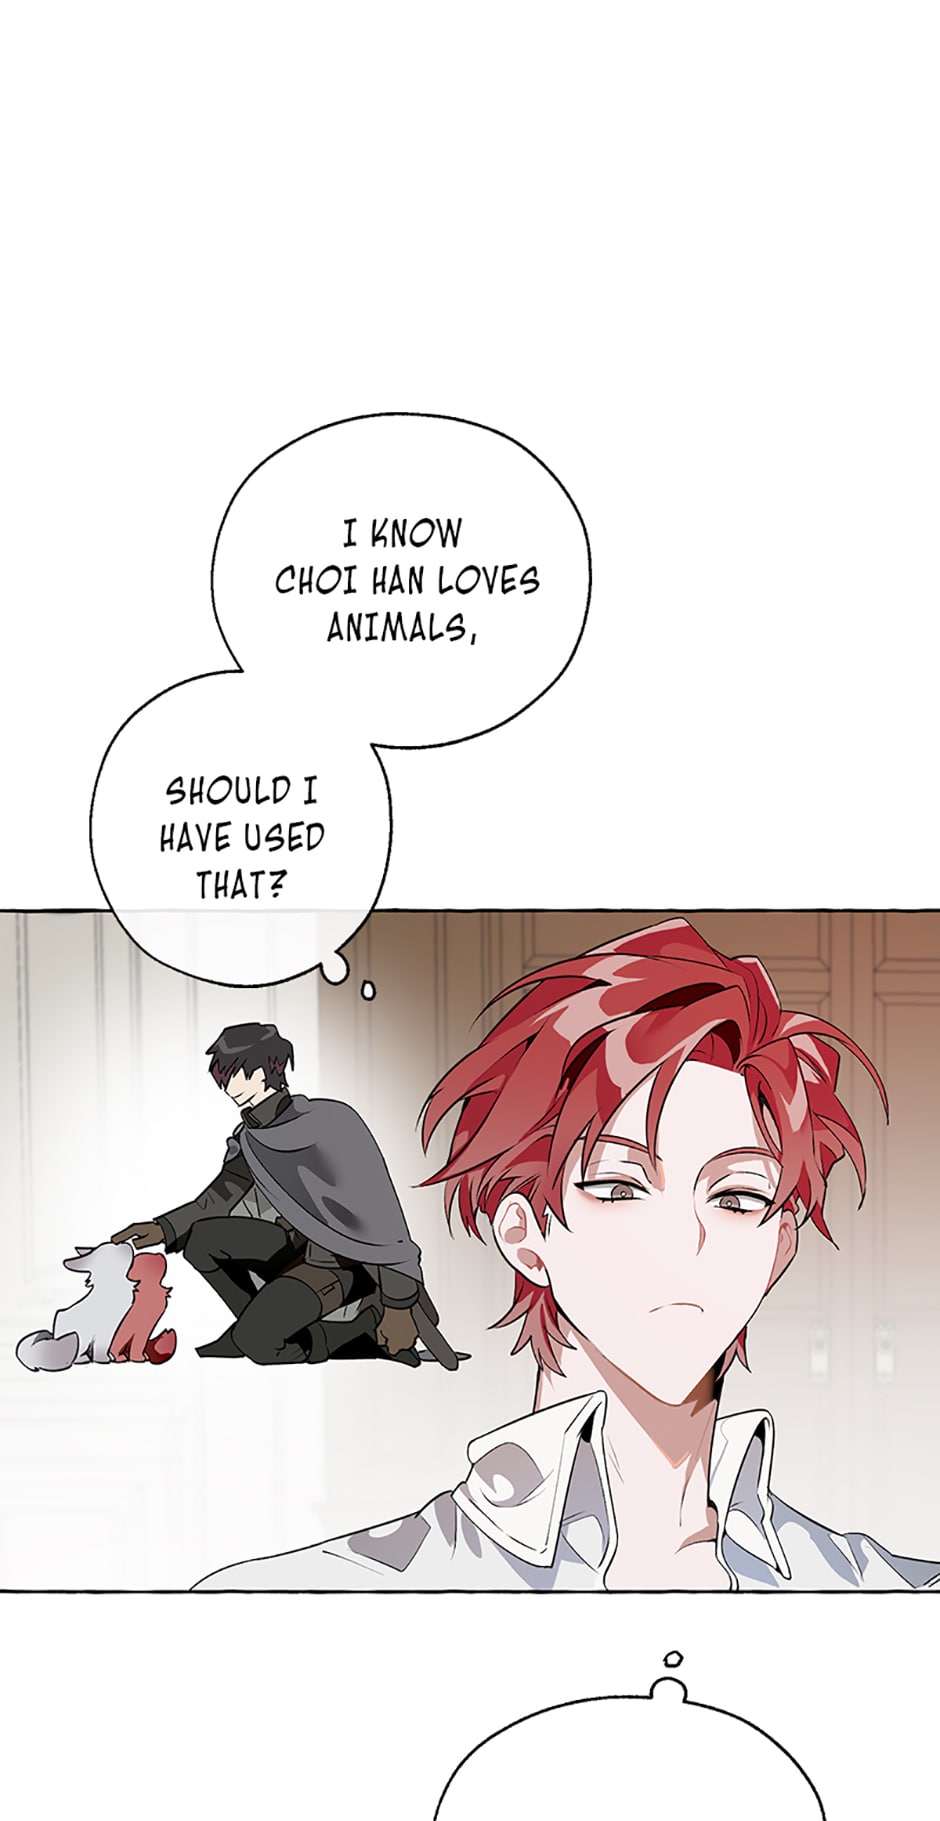 I KNOW
CHOI HAN LOVES
ANIMALS,
SHOULD I
HAVE USED
THAT?